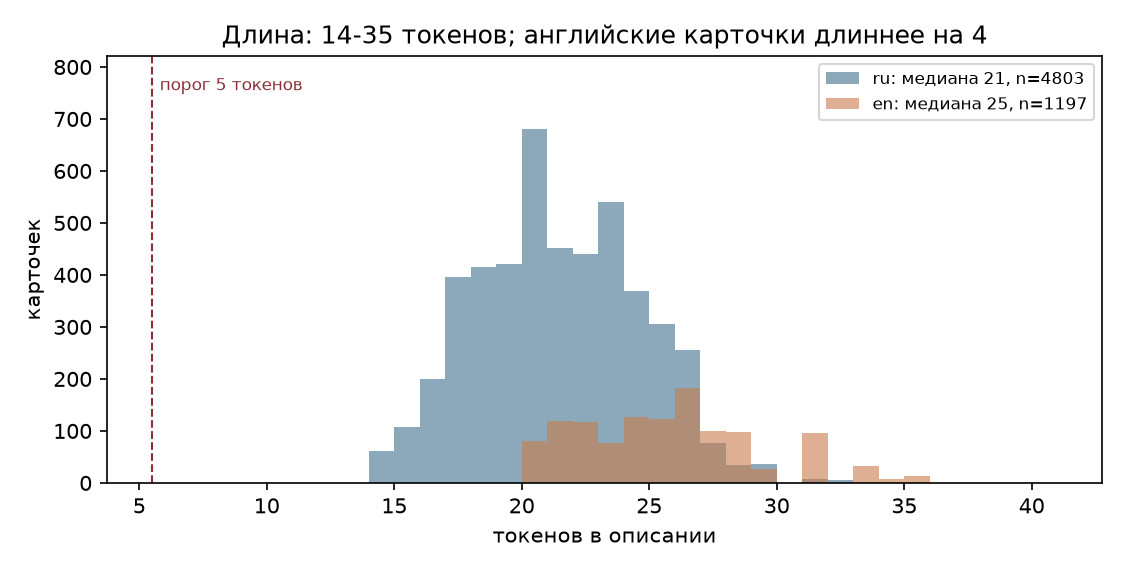 Длина: 14-35 токенов; английские карточки длиннее на 4
порог 5 токенов
ru: медиана 21, n=4803
en: медиана 25, n=1197
карточек
800
700
600
500
400
300
200
100
0
5 10 15 20 25 30 35 40
токенов в описании